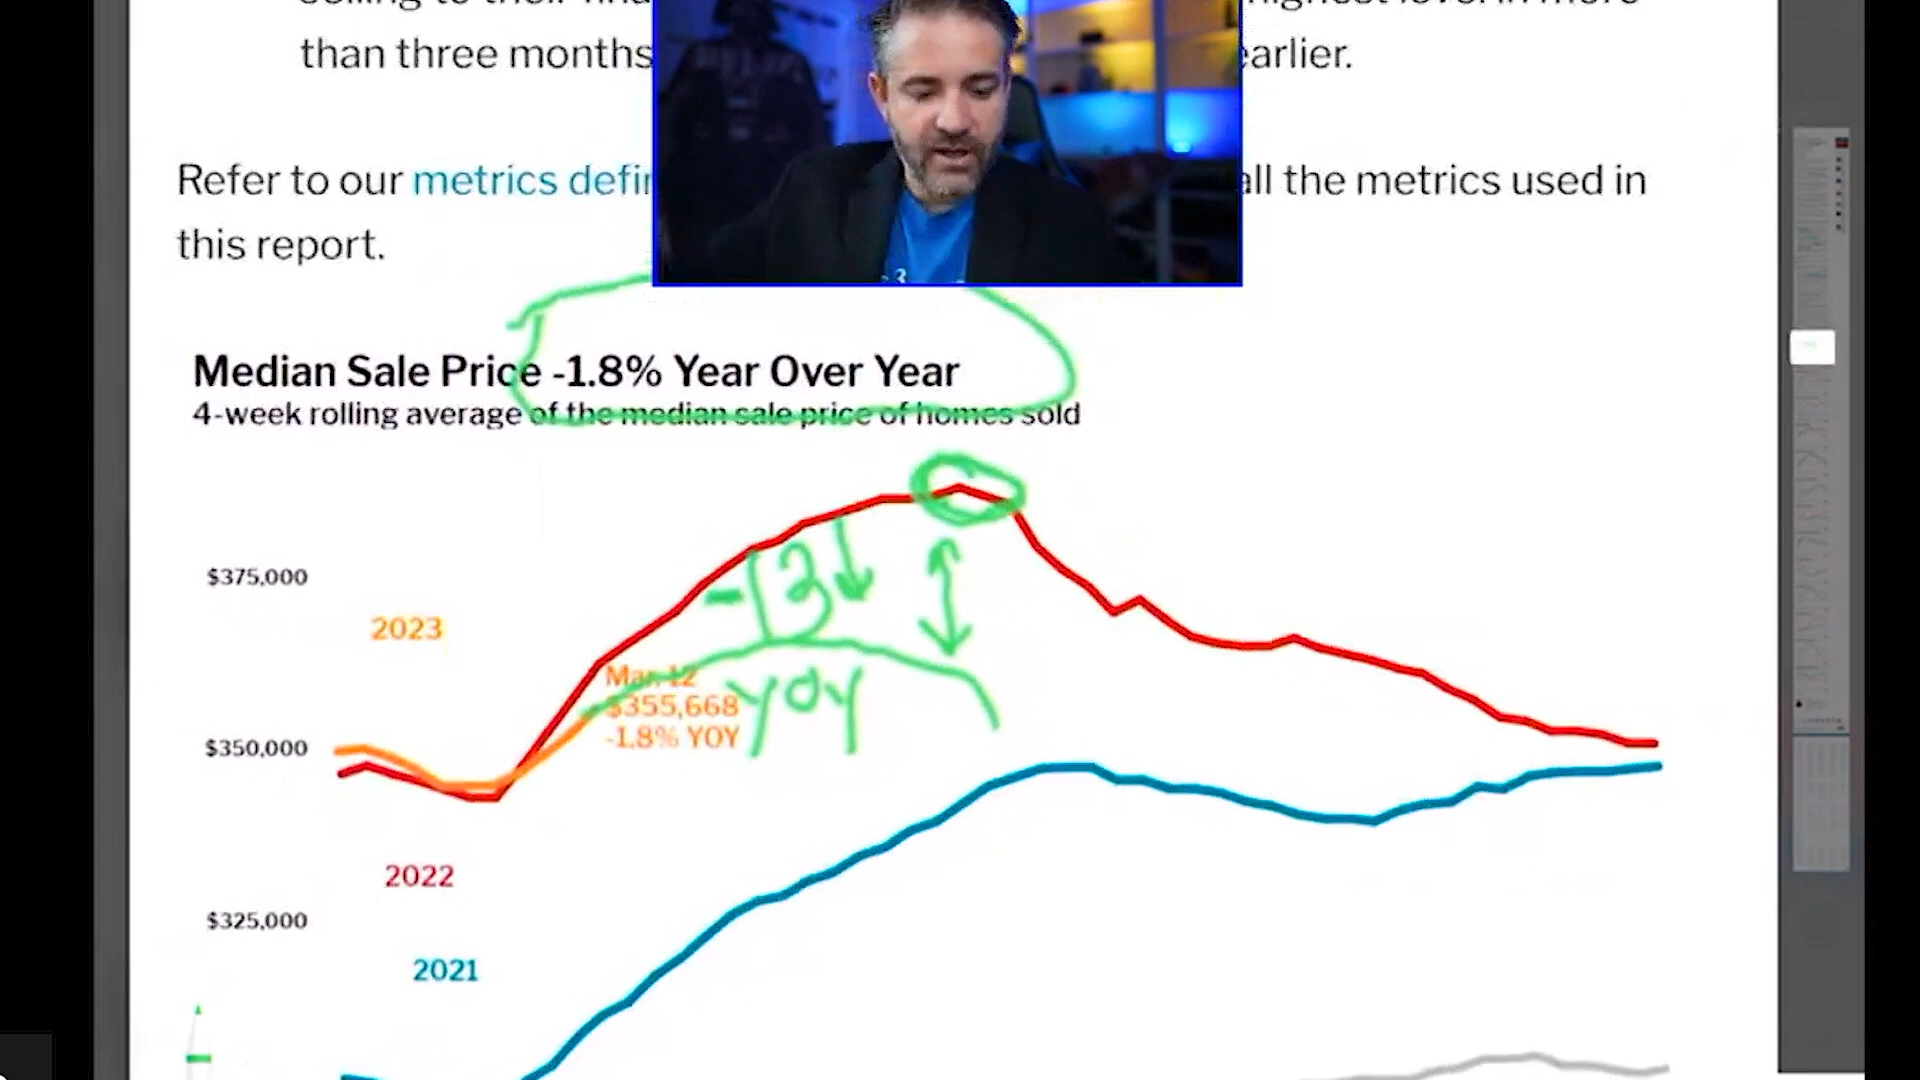 than three months earlier.
Refer to our metrics all the metrics used in
this report.
Median Sale Price -1.8% Year Over Year
4-week rolling average of the median sale price of homes sold
$375,000
2023
-13
Mar. 12
$355,668
-1.8% YOY
YOY
$350,000
2022
$325,000
2021